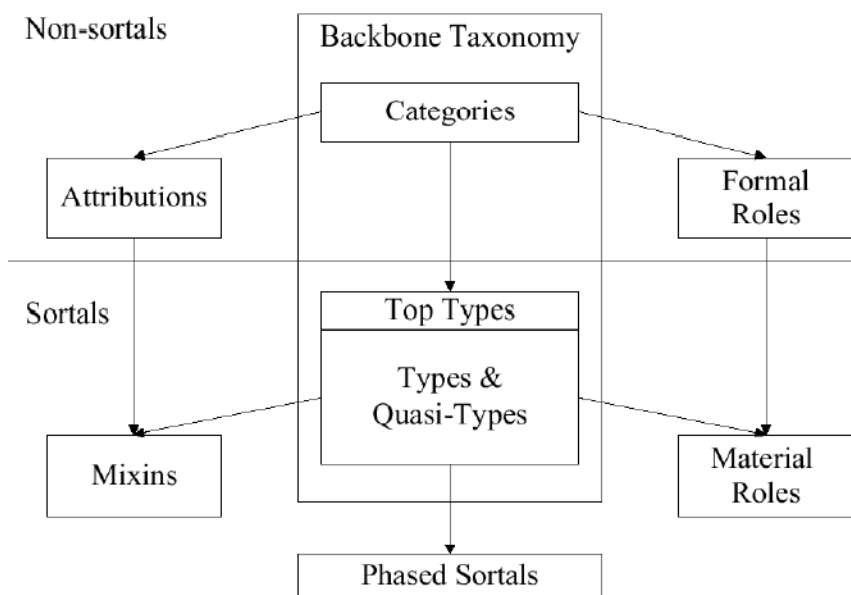 Non-sortals
Backbone Taxonomy
Categories
Attributions
Formal
Roles
Sortals
Top Types
Types &
Quasi-Types
Mixins
Material
Roles
Phased Sortals